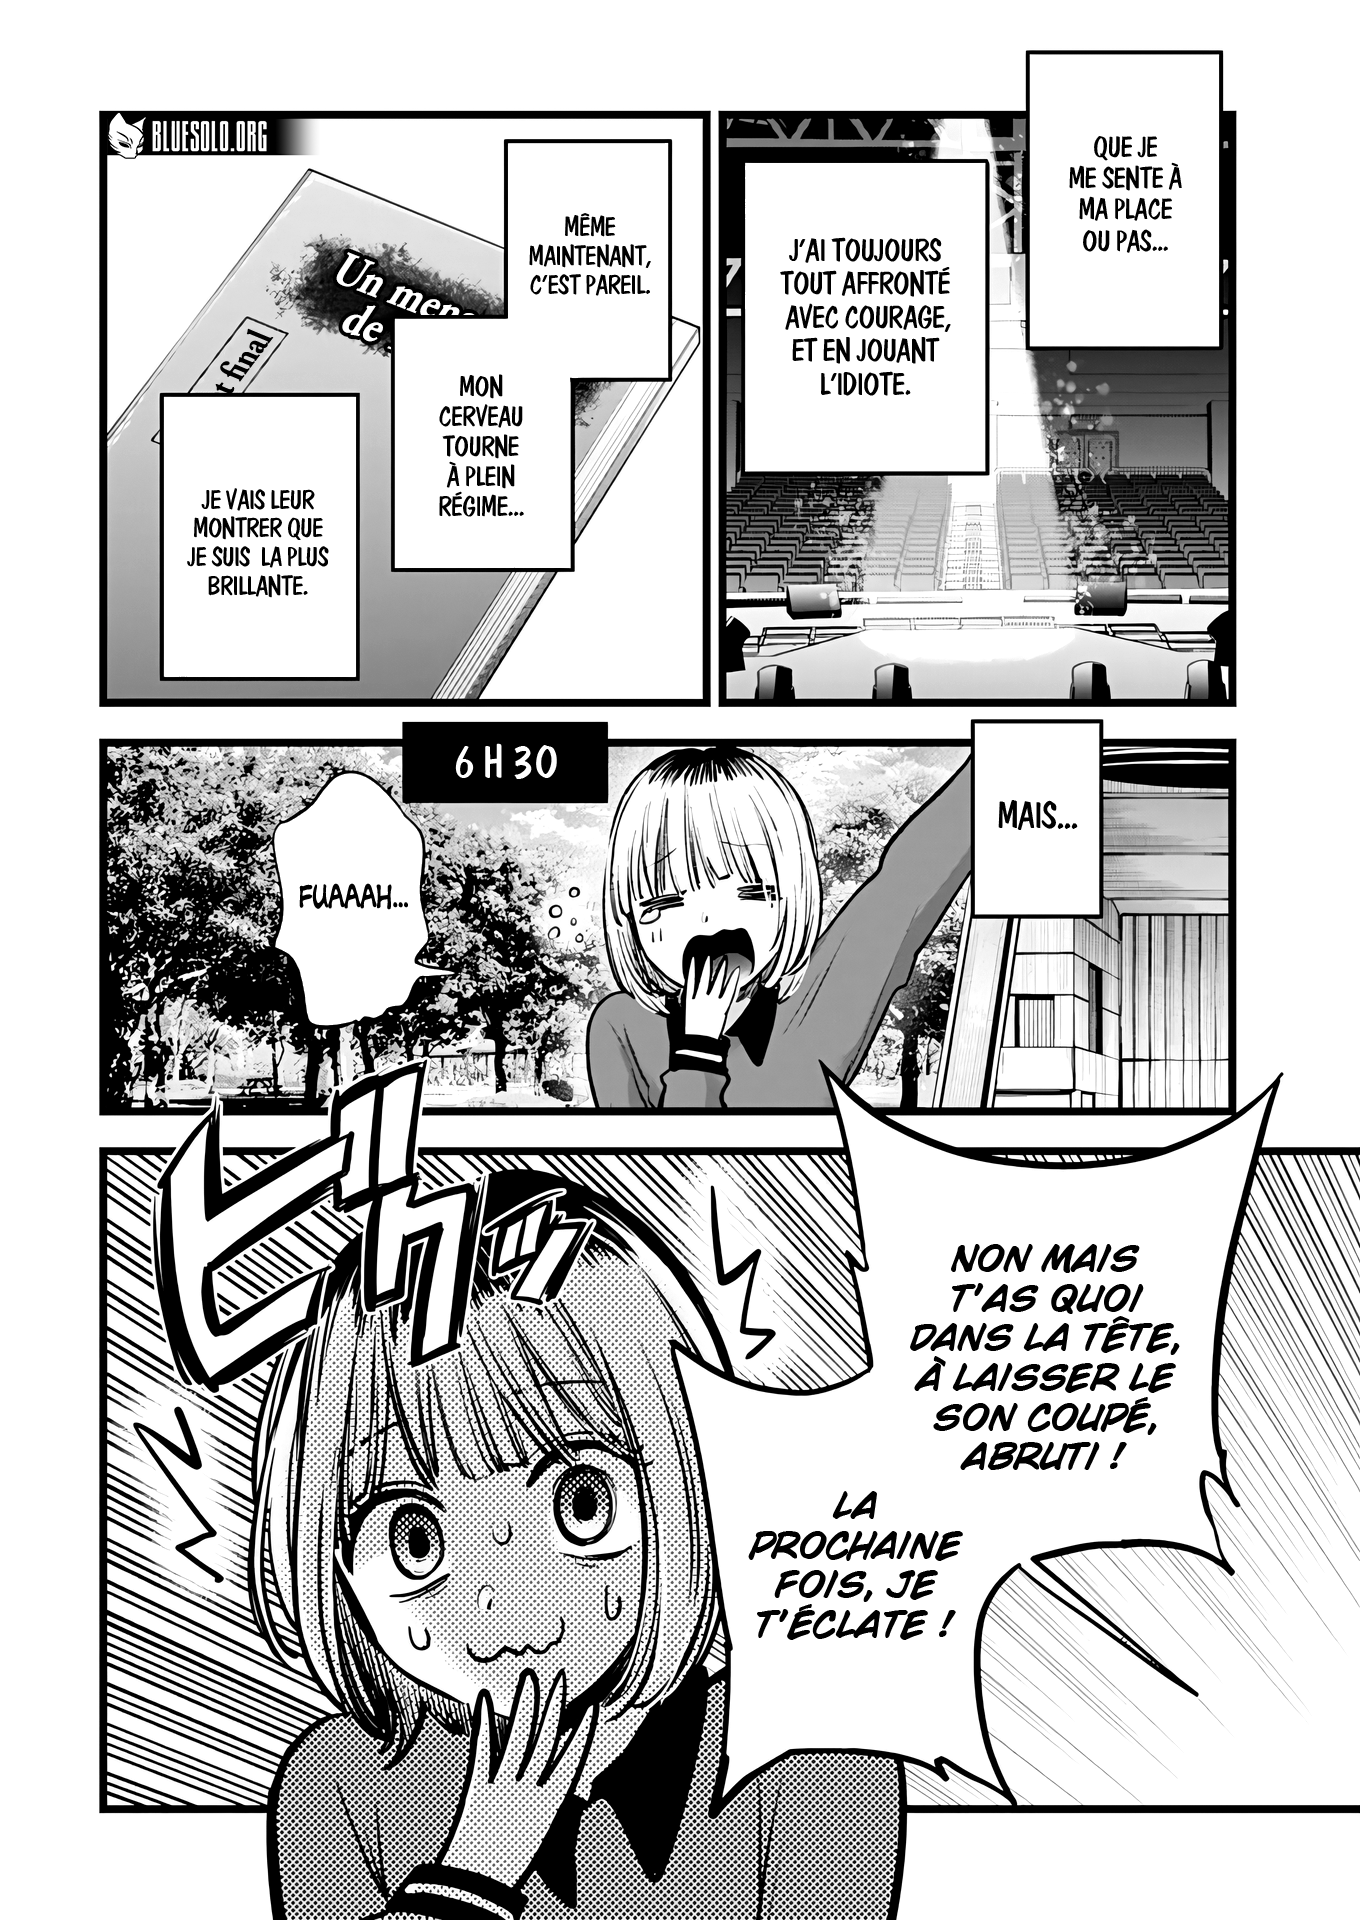 BLUESOLO.ORG
QUE JE
ME SENTE À
MA PLACE
OU PAS...
J'AI TOUJOURS
TOUT AFFRONTÉ
AVEC COURAGE,
ET EN JOUANT
L'IDIOTE.
MÊME
MAINTENANT,
C'EST PAREIL.
Un men
de
t final
MON
CERVEAU
TOURNE
À PLEIN
RÉGIME...
JE VAIS LEUR
MONTRER QUE
JE SUIS LA PLUS
BRILLANTE.
MAIS...
6 H 30
FUAAAH...
NON MAIS
T'AS QUOI
DANS LA TÊTE,
À LAISSER LE
SON COUPÉ,
ABRUTI !
LA
PROCHAINE
FOIS, JE
T'ÉCLATE !
ビクッ